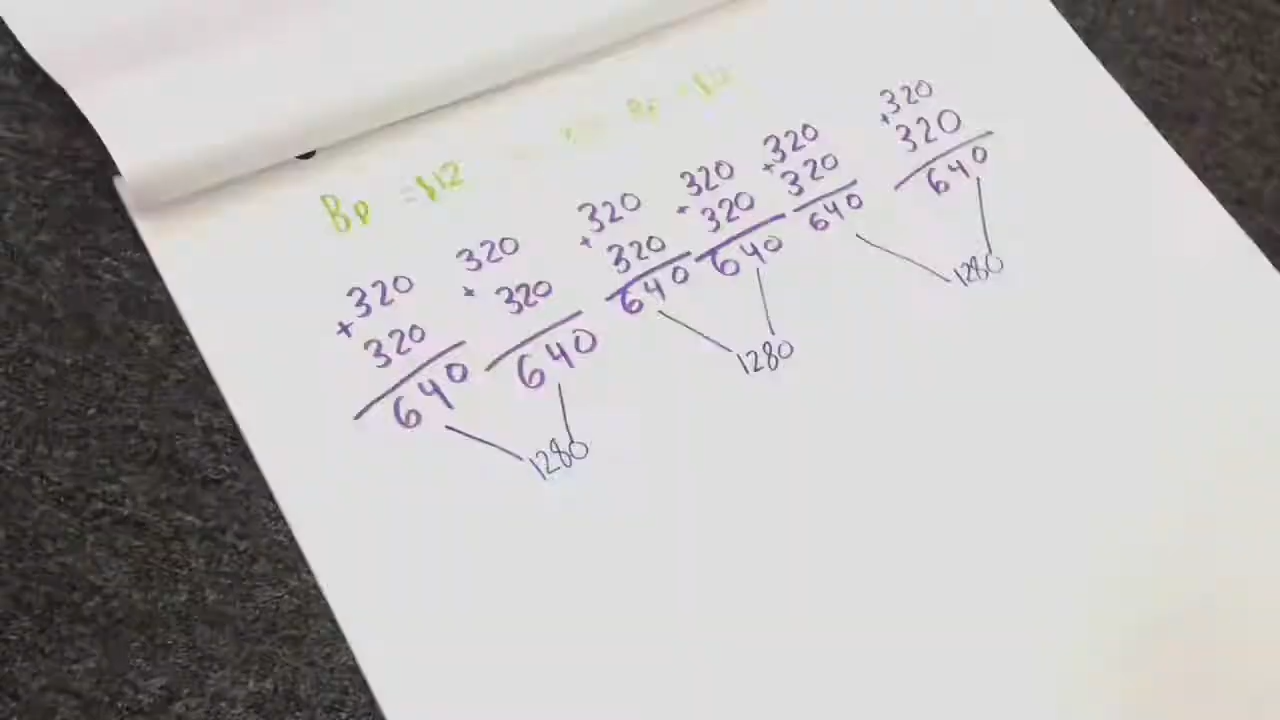 Bp = $12
+320 320 +320 +320 +320 +320
320 + 320 320 320 320 320
640 640 640 640 640 640
1280 1280 1280